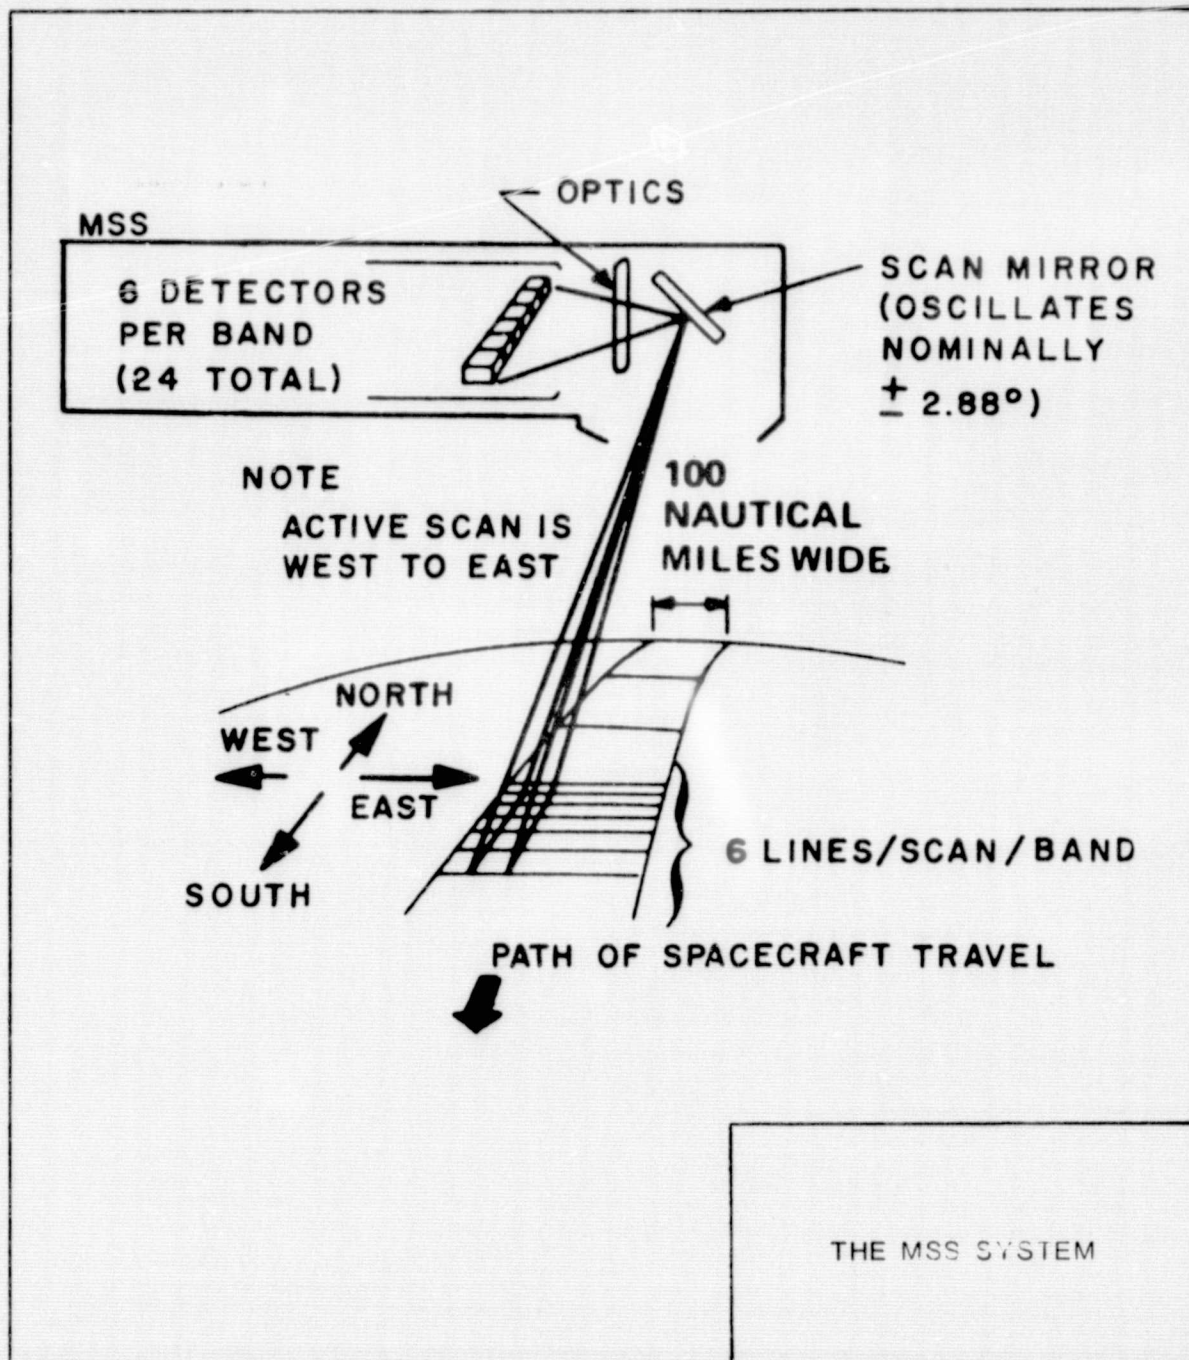 OPTICS
MSS
6 DETECTORS
PER BAND
(24 TOTAL)
SCAN MIRROR
(OSCILLATES
NOMINALLY
± 2.88°)
NOTE
ACTIVE SCAN IS
WEST TO EAST
100
NAUTICAL
MILES WIDE
NORTH
WEST
EAST
SOUTH
6 LINES/SCAN/BAND
PATH OF SPACECRAFT TRAVEL
THE MSS SYSTEM